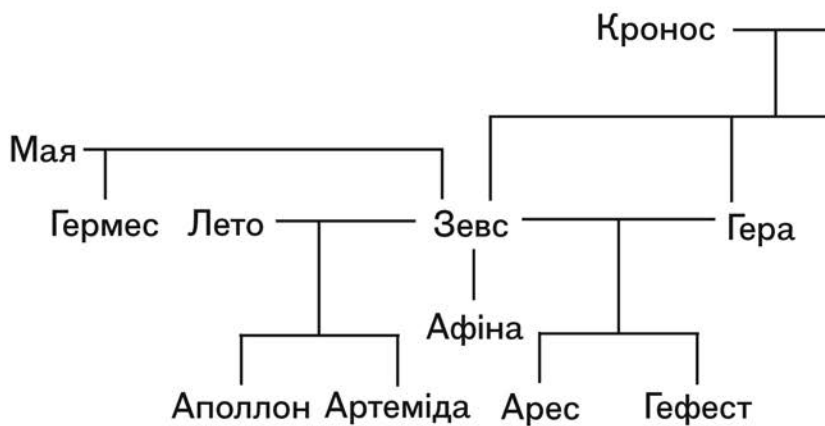 Кронос
Мая
Гермес Лето Зевс Гера
Афіна
Аполлон Артеміда Арес Гефест